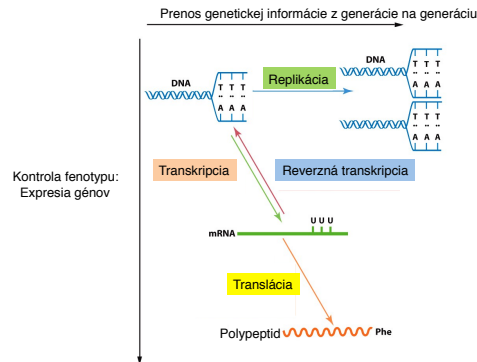 Prenos genetickej informácie z generácie na generáciu
DNA
T T T
A A A
Replikácia
DNA
T T T
A A A
T T T
A A A
Kontrola fenotypu:
Expresia génov
Transkripcia
Reverzná transkripcia
U U U
mRNA
Translácia
Polypeptid
Phe